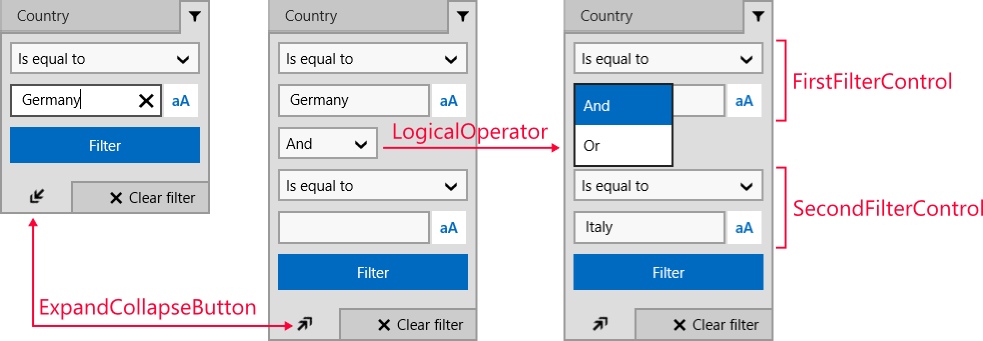 Country
Is equal to
Germany
aA
Filter
Clear filter
Country
Is equal to
Germany
aA
And
Is equal to
aA
Filter
Clear filter
LogicalOperator
ExpandCollapseButton
Country
Is equal to
And
aA
Or
Is equal to
Italy
aA
Filter
Clear filter
FirstFilterControl
SecondFilterControl